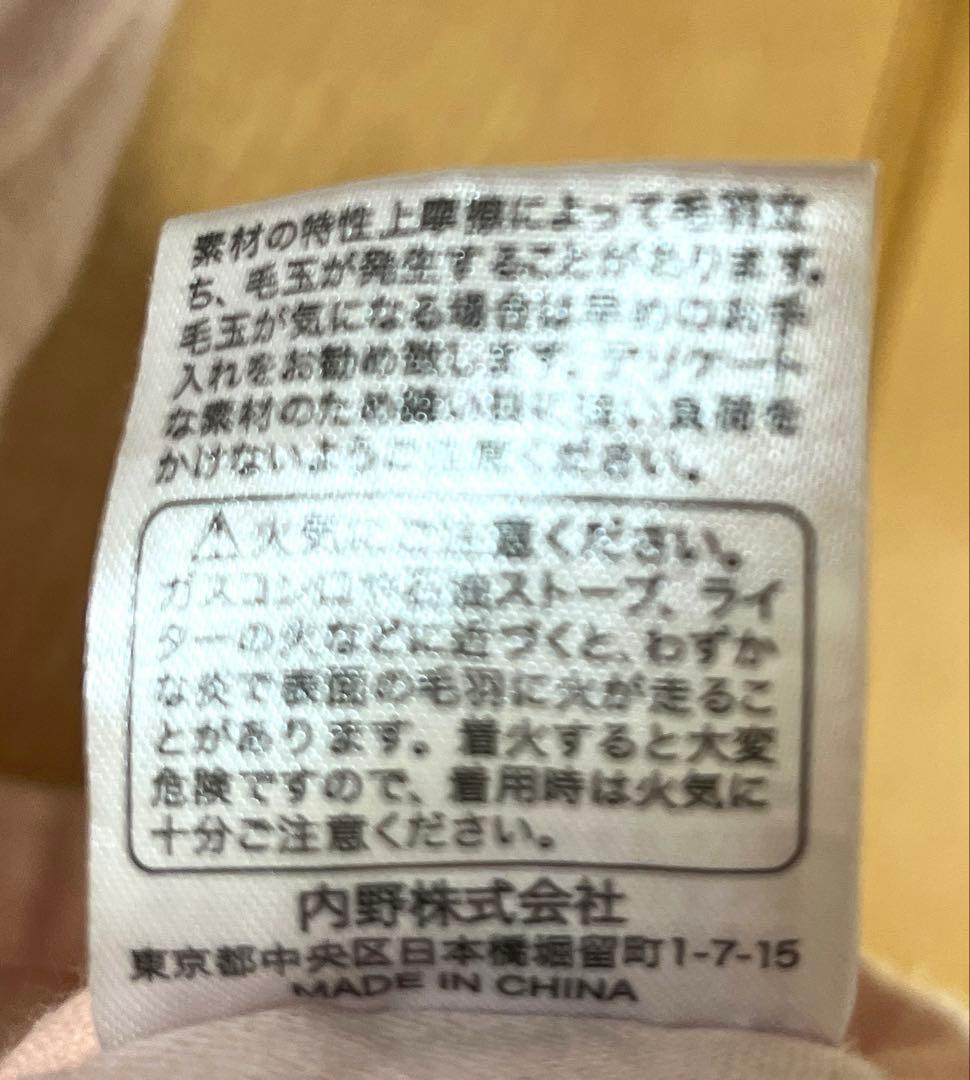 素材の特性上摩擦によって毛羽立
ち、毛玉が発生することがあります。
毛玉が気になる場合は早めのお手
入れをお勧め致します。デリケート
な素材のため縫い目に強い負荷を
かけないようにご注意ください。
⚠火気にご注意ください。
ガスコンロや各種ストーブ、ライ
ターの火などに近づくと、わずか
な炎で表面の毛羽に火が走るこ
とがあります。着火すると大変
危険ですので、着用時は火気に
十分ご注意ください。
内野株式会社
東京都中央区日本橋堀留町1-7-15
MADE IN CHINA